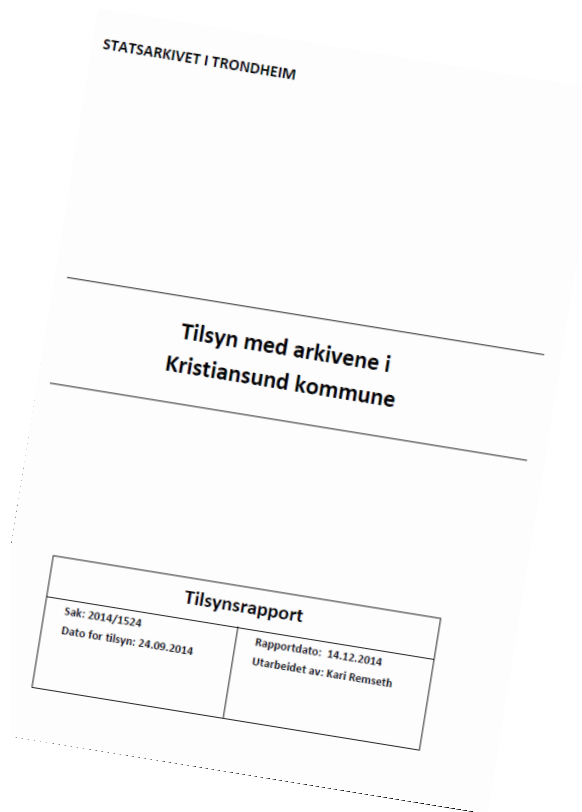 STATSARKIVET I TRONDHEIM
Tilsyn med arkivene i
Kristiansund kommune
Tilsynsrapport
Sak: 2014/1524
Dato for tilsyn: 24.09.2014
Rapportdato: 14.12.2014
Utarbeidet av: Kari Remseth